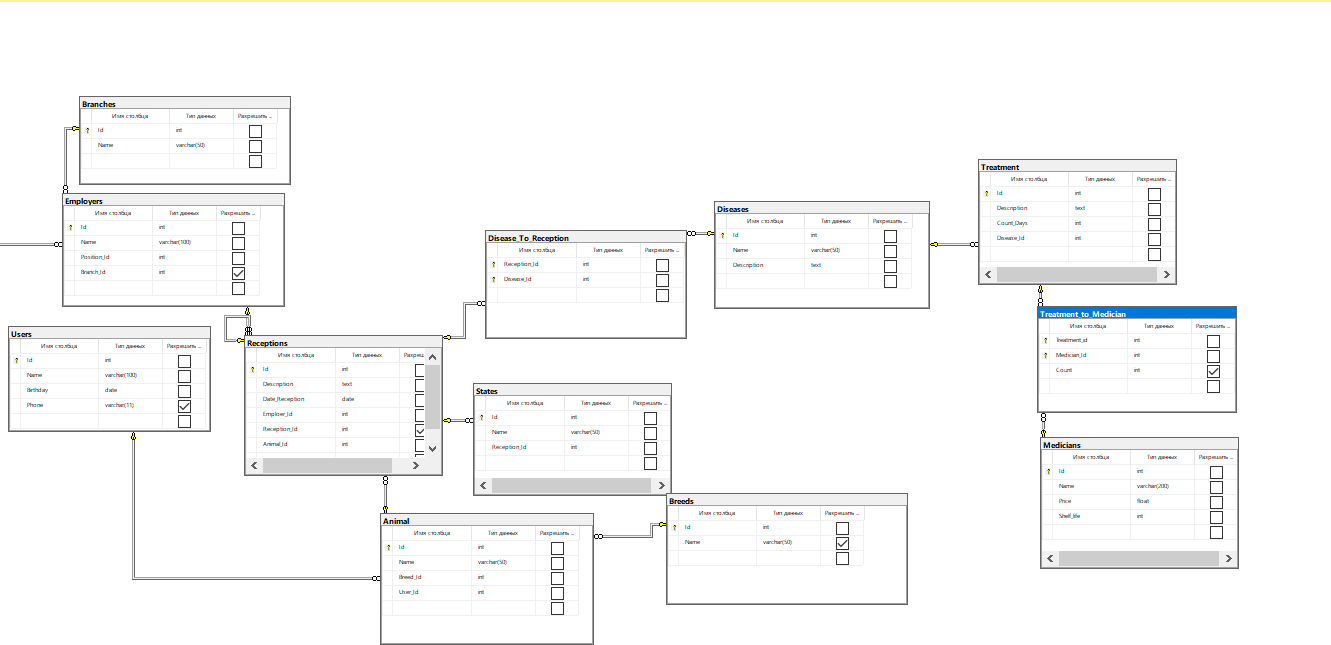 Branches
Имя столбца Тип данных Разрешить ...
Id int
Name varchar(50)
Employers
Имя столбца Тип данных Разрешить ...
Id int
Name varchar(100)
Position_Id int
Branch_Id int
Users
Имя столбца Тип данных Разрешить ...
Id int
Name varchar(100)
Birthday date
Phone varchar(11)
Receptions
Имя столбца Тип данных Разреш
Id int
Description text
Date_Reception date
Employer_Id int
Reception_Id int
Animal_Id int
Disease_To_Reception
Имя столбца Тип данных Разрешить ...
Reception_Id int
Disease_Id int
States
Имя столбца Тип данных Разрешить ...
Id int
Name varchar(50)
Reception_Id int
Animal
Имя столбца Тип данных Разрешить ...
Id int
Name varchar(50)
Breed_Id int
User_Id int
Breeds
Имя столбца Тип данных Разрешить ...
Id int
Name varchar(50)
Diseases
Имя столбца Тип данных Разрешить ...
Id int
Name varchar(50)
Description text
Treatment
Имя столбца Тип данных Разрешить ...
Id int
Description text
Count_Days int
Disease_Id int
Treatment_to_Medician
Имя столбца Тип данных Разрешить ...
Treatment_id int
Medician_Id int
Count int
Medicians
Имя столбца Тип данных Разрешить ...
Id int
Name varchar(200)
Price float
Shelf_life int